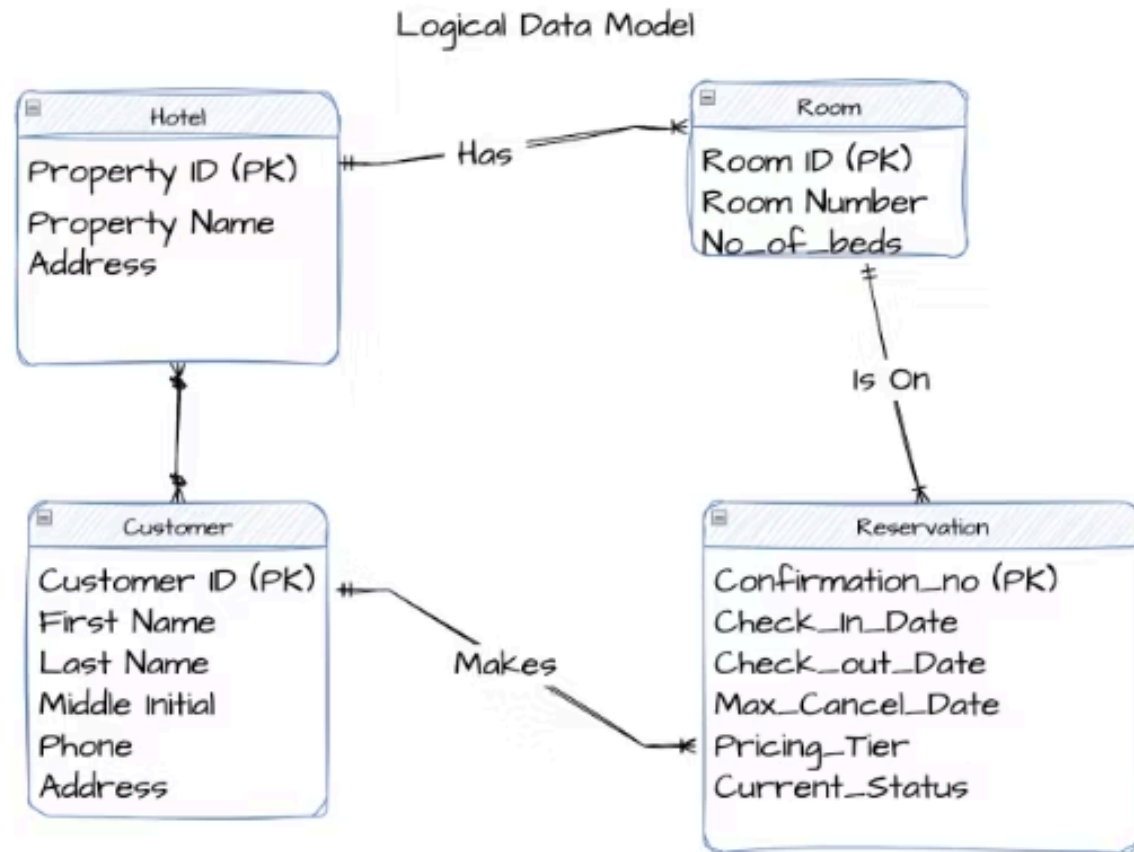 Logical Data Model
Hotel
Property ID (PK)
Property Name
Address
Has
Room
Room ID (PK)
Room Number
No_of_beds
Is On
Customer
Customer ID (PK)
First Name
Last Name
Middle Initial
Phone
Address
Makes
Reservation
Confirmation_no (PK)
Check_In_Date
Check_out_Date
Max_Cancel_Date
Pricing_Tier
Current_Status